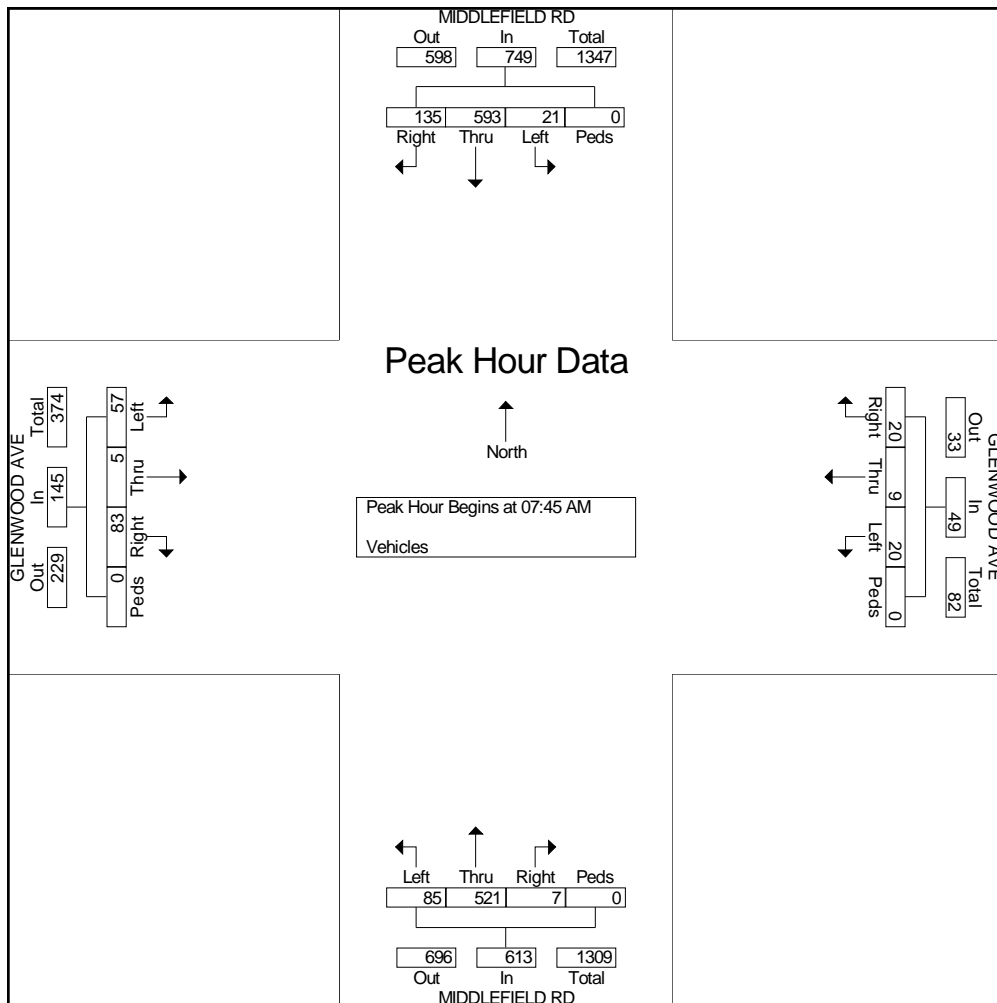 MIDDLEFIELD RD
Out In Total
598 749 1347
135 593 21 0
Right Thru Left Peds
Peak Hour Data
North
Peak Hour Begins at 07:45 AM
Vehicles
GLENWOOD AVE
Out In Total
229 145 374
Left Thru Right Peds
57 5 83 0
GLENWOOD AVE
Out In Total
33 49 82
Right Thru Left Peds
20 9 20 0
Left Thru Right Peds
85 521 7 0
696 613 1309
Out In Total
MIDDLEFIELD RD